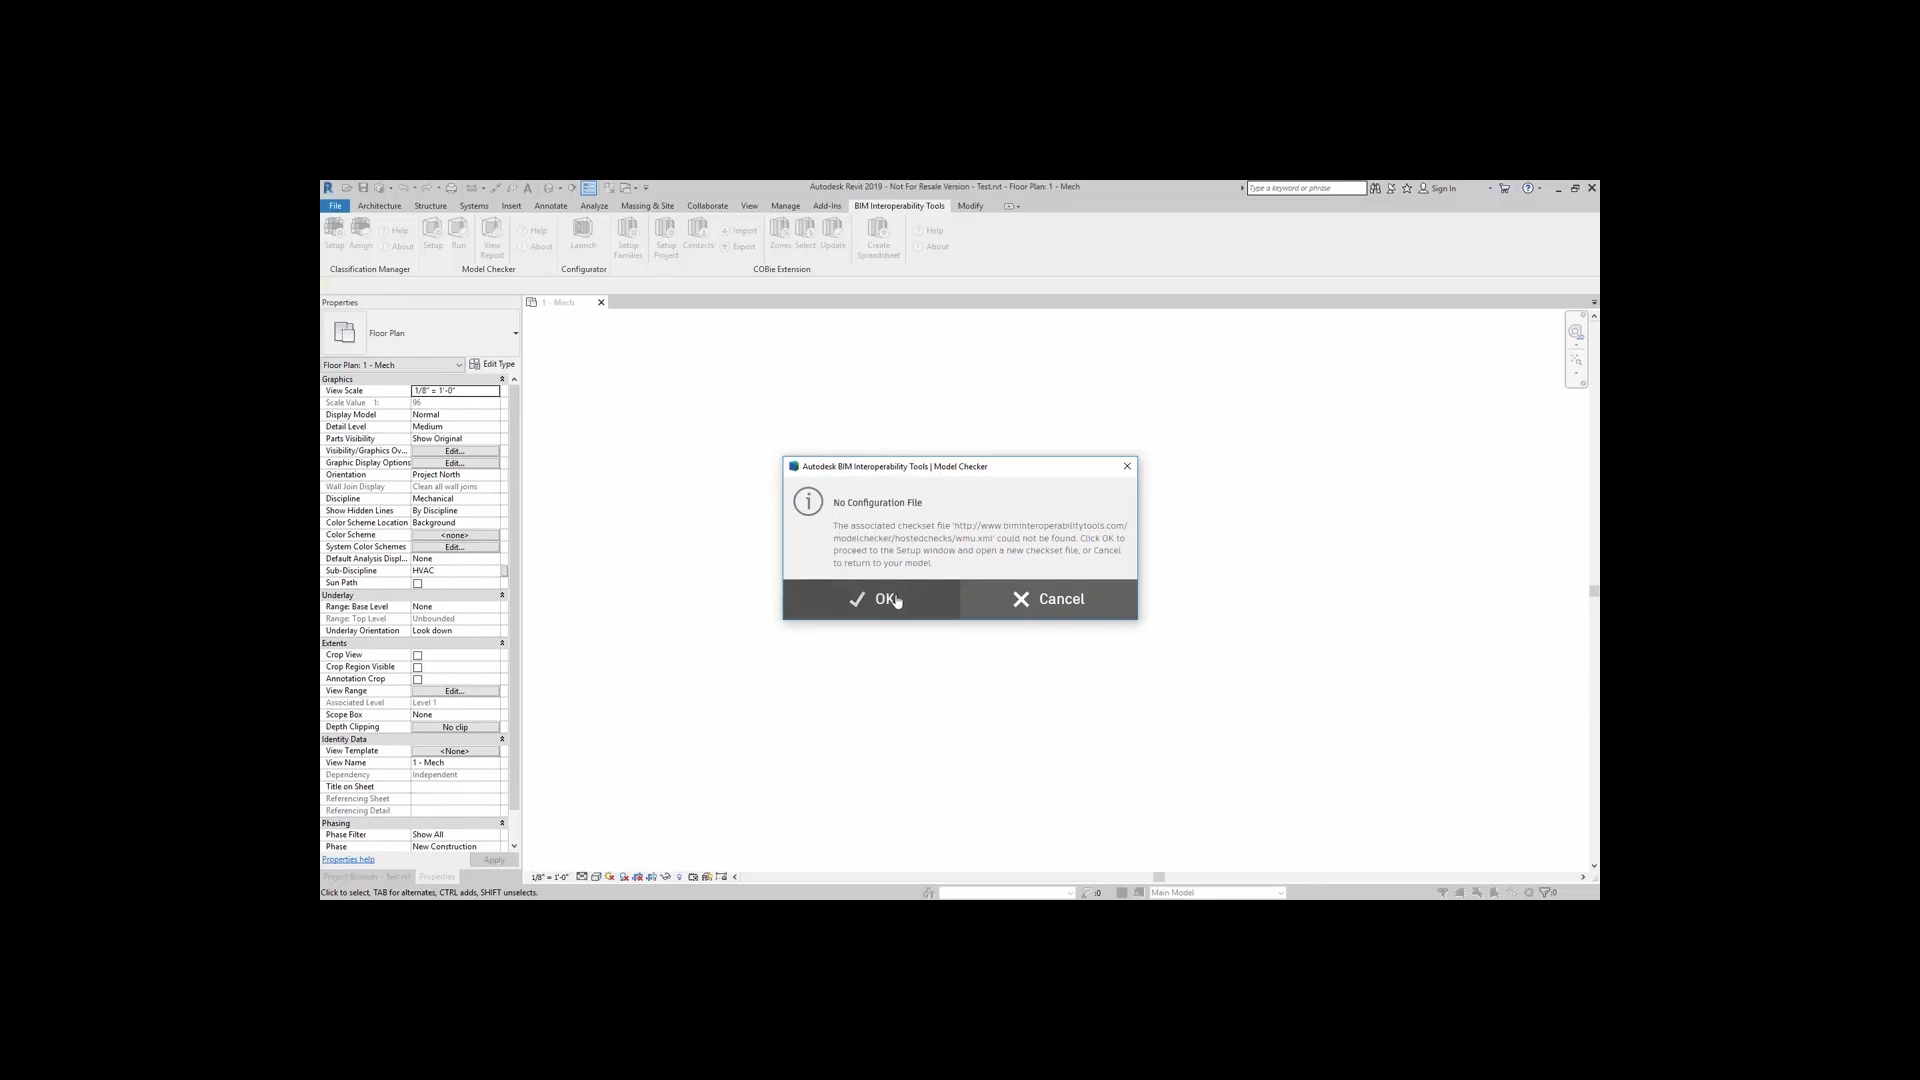 Autodesk Revit 2019 - Not For Resale Version - Test.rvt - Floor Plan: 1 - Mech
Type a keyword or phrase
Sign In
File Architecture Structure Systems Insert Annotate Analyze Massing & Site Collaborate View Manage Add-Ins BIM Interoperability Tools Modify
Setup Assign Help About
Setup Run View Report Help About
Launch
Setup Families Setup Project Contacts Import Export Zones Select Update Create Spreadsheet Help About
Classification Manager Model Checker Configurator COBie Extension
Properties
1 - Mech
Floor Plan
Floor Plan: 1 - Mech Edit Type
Graphics
View Scale 1/8" = 1'-0"
Scale Value 1: 96
Display Model Normal
Detail Level Medium
Parts Visibility Show Original
Visibility/Graphics Ov... Edit...
Graphic Display Options Edit...
Orientation Project North
Wall Join Display Clean all wall joins
Discipline Mechanical
Show Hidden Lines By Discipline
Color Scheme Location Background
Color Scheme <none>
System Color Schemes Edit...
Default Analysis Displ... None
Sub-Discipline HVAC
Sun Path
Underlay
Range: Base Level None
Range: Top Level Unbounded
Underlay Orientation Look down
Extents
Crop View
Crop Region Visible
Annotation Crop
View Range Edit...
Associated Level Level 1
Scope Box None
Depth Clipping No clip
Identity Data
View Template <None>
View Name 1 - Mech
Dependency Independent
Title on Sheet
Referencing Sheet
Referencing Detail
Phasing
Phase Filter Show All
Phase New Construction
Properties help Apply
Project Browser - Test.rvt Properties
Autodesk BIM Interoperability Tools | Model Checker
No Configuration File
The associated checkset file 'http://www.biminteroperabilitytools.com/
modelchecker/hostedchecks/wmu.xml' could not be found. Click OK to
proceed to the Setup window and open a new checkset file, or Cancel
to return to your model.
OK Cancel
1/8" = 1'-0"
Click to select, TAB for alternates, CTRL adds, SHIFT unselects.
:0
Main Model
:0